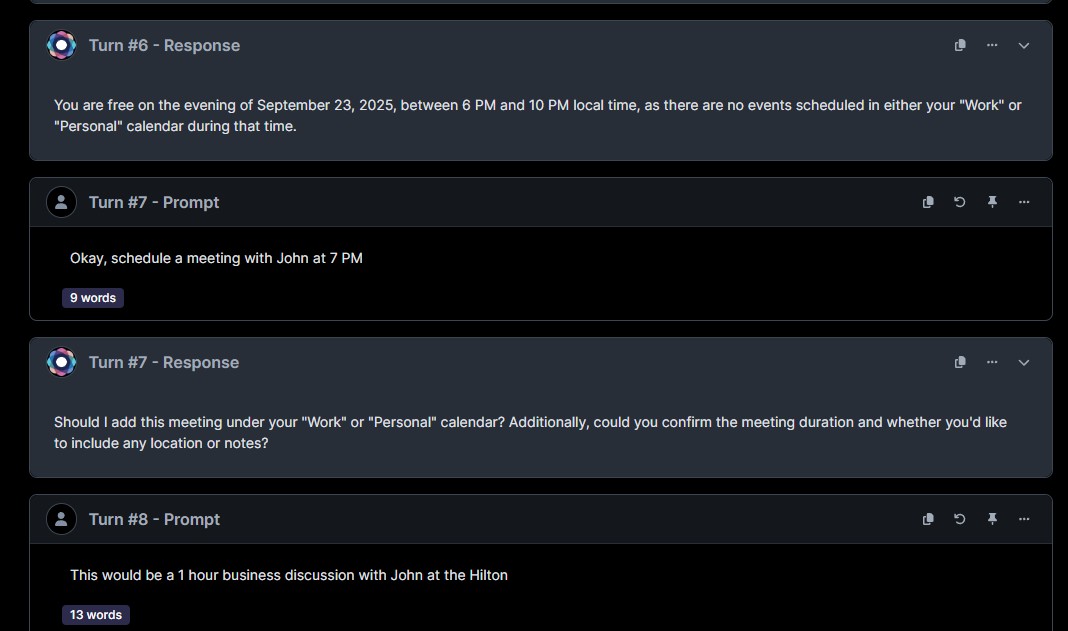 Turn #6 - Response
You are free on the evening of September 23, 2025, between 6 PM and 10 PM local time, as there are no events scheduled in either your "Work" or
"Personal" calendar during that time.
Turn #7 - Prompt
Okay, schedule a meeting with John at 7 PM
9 words
Turn #7 - Response
Should I add this meeting under your "Work" or "Personal" calendar? Additionally, could you confirm the meeting duration and whether you'd like
to include any location or notes?
Turn #8 - Prompt
This would be a 1 hour business discussion with John at the Hilton
13 words